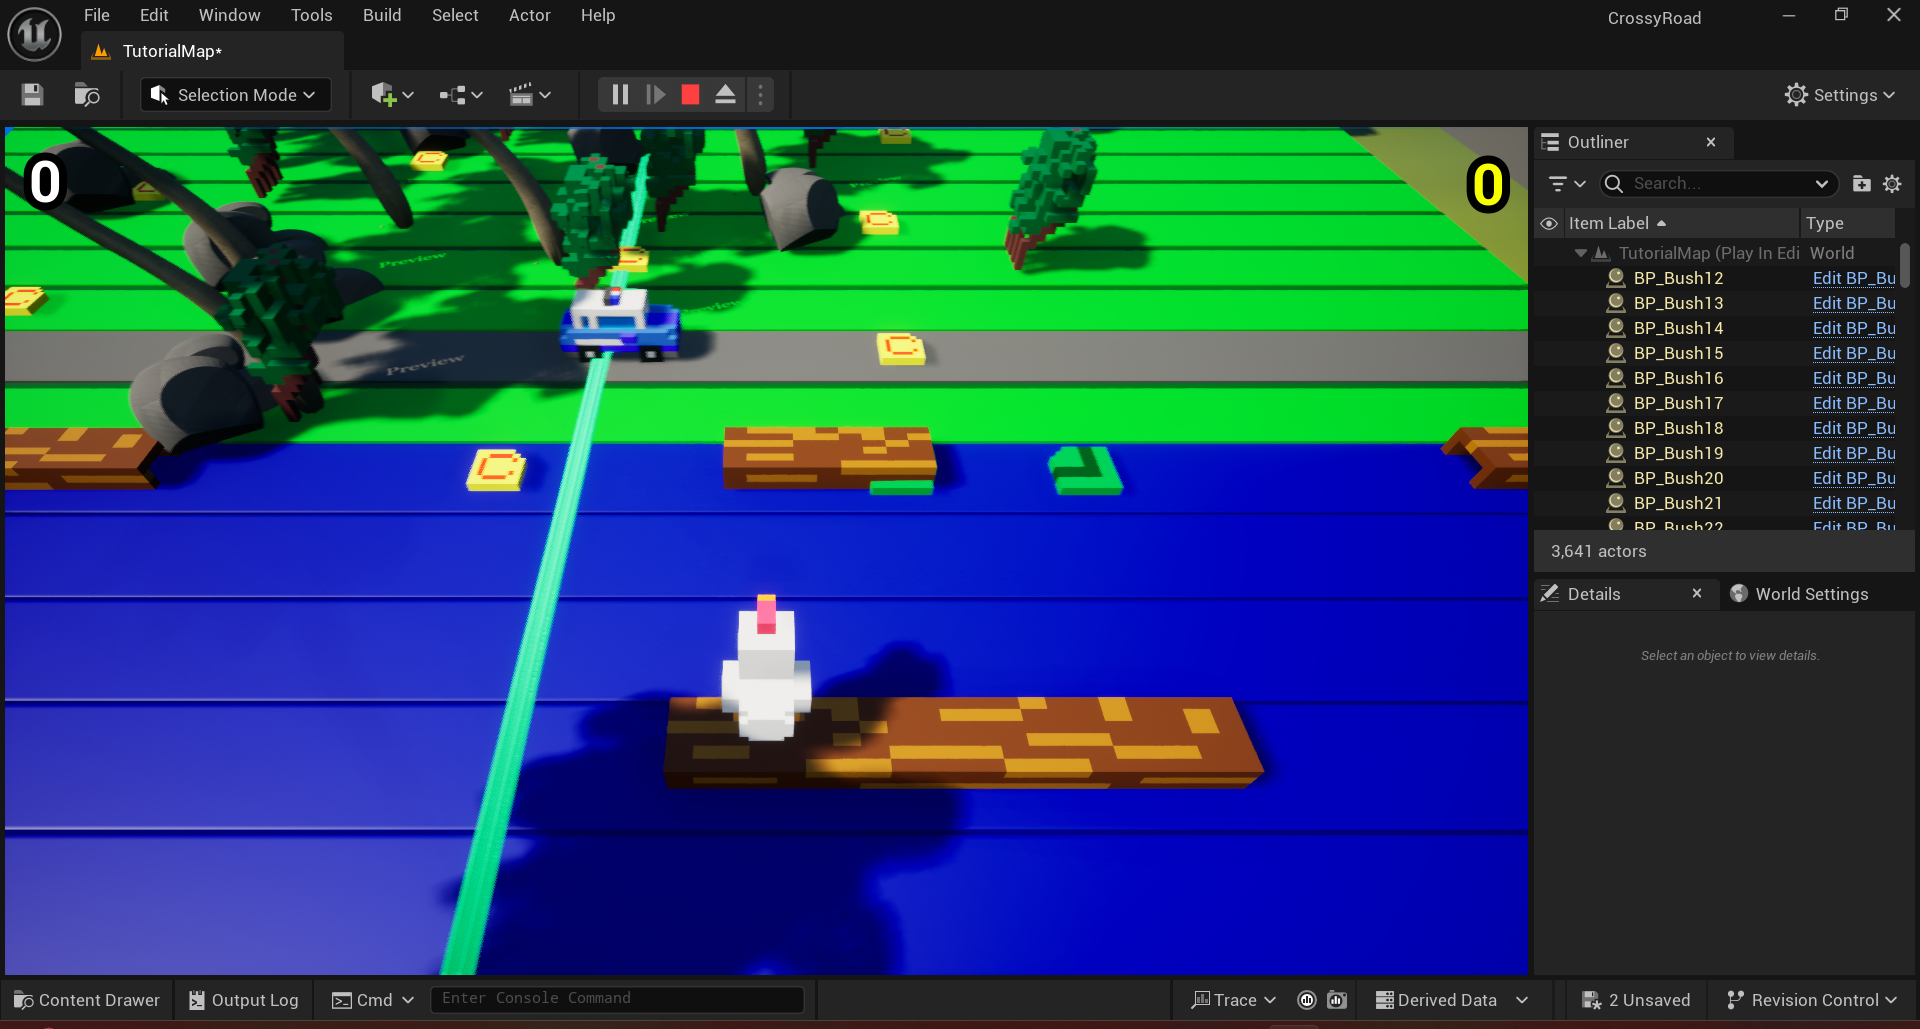 File Edit Window Tools Build Select Actor Help
CrossyRoad
TutorialMap*
Selection Mode
Settings
0
0
Preview
Preview
Preview
Preview
Preview
Outliner
Search...
Item Label Type
TutorialMap (Play In Edi World
BP_Bush12 Edit BP_Bu
BP_Bush13 Edit BP_Bu
BP_Bush14 Edit BP_Bu
BP_Bush15 Edit BP_Bu
BP_Bush16 Edit BP_Bu
BP_Bush17 Edit BP_Bu
BP_Bush18 Edit BP_Bu
BP_Bush19 Edit BP_Bu
BP_Bush20 Edit BP_Bu
BP_Bush21 Edit BP_Bu
BP_Bush22 Edit BP_Bu
3,641 actors
Details World Settings
Select an object to view details.
Content Drawer Output Log Cmd Enter Console Command Trace Derived Data 2 Unsaved Revision Control